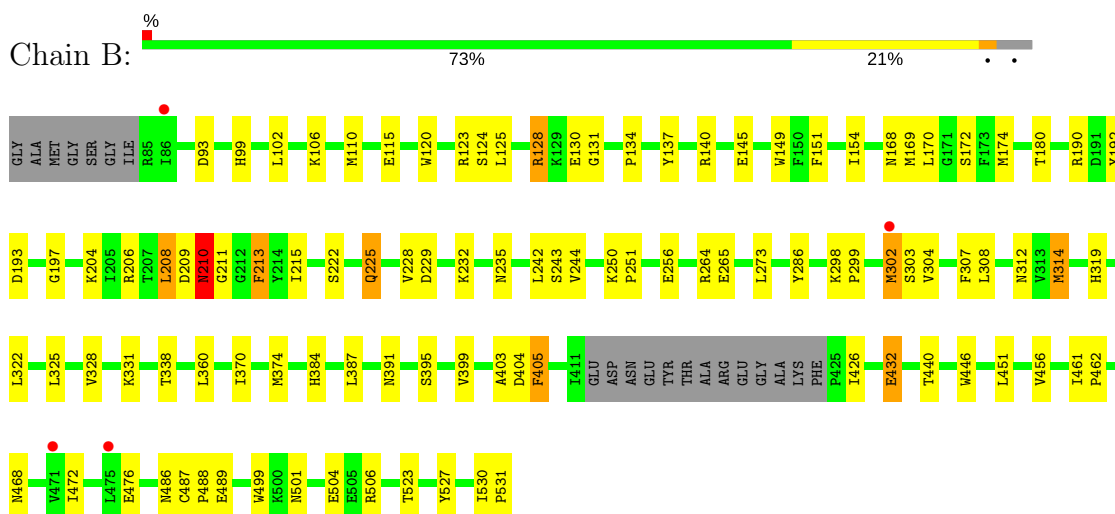 %
Chain B:
73% 21% • •
GLY ALA MET GLY SER GLY ILE R85 I86 D93 H99 L102 K106 M110 E115 W120 R123 S124 L125 R128 K129 E130 G131 P134 Y137 R140 E145 W149 F150 F151 I154 N168 M169 L170 G171 S172 F173 M174 T180 R190 D191
D193 G197 K204 I205 R206 T207 L208 D209 N210 G211 G212 F213 Y214 I215 S222 Q225 V228 D229 K232 N235 L242 S243 V244 K250 P251 E256 R264 E265 L273 Y286 K298 P299 M302 S303 V304 F307 L308 N312 V313 M314 H319
L322 L325 V328 K331 T338 L360 I370 M374 H384 L387 N391 S395 V399 A403 D404 F405 I411 GLU ASP ASN GLU TYR THR THR ALA ARG GLU GLY ALA LYS PHE P425 I426 E432 T440 W446 L451 V456 I461 P462
N468 V471 I472 L475 E476 N486 C487 P488 E489 W499 K500 N501 E504 E505 R506 T523 Y527 I530 P531